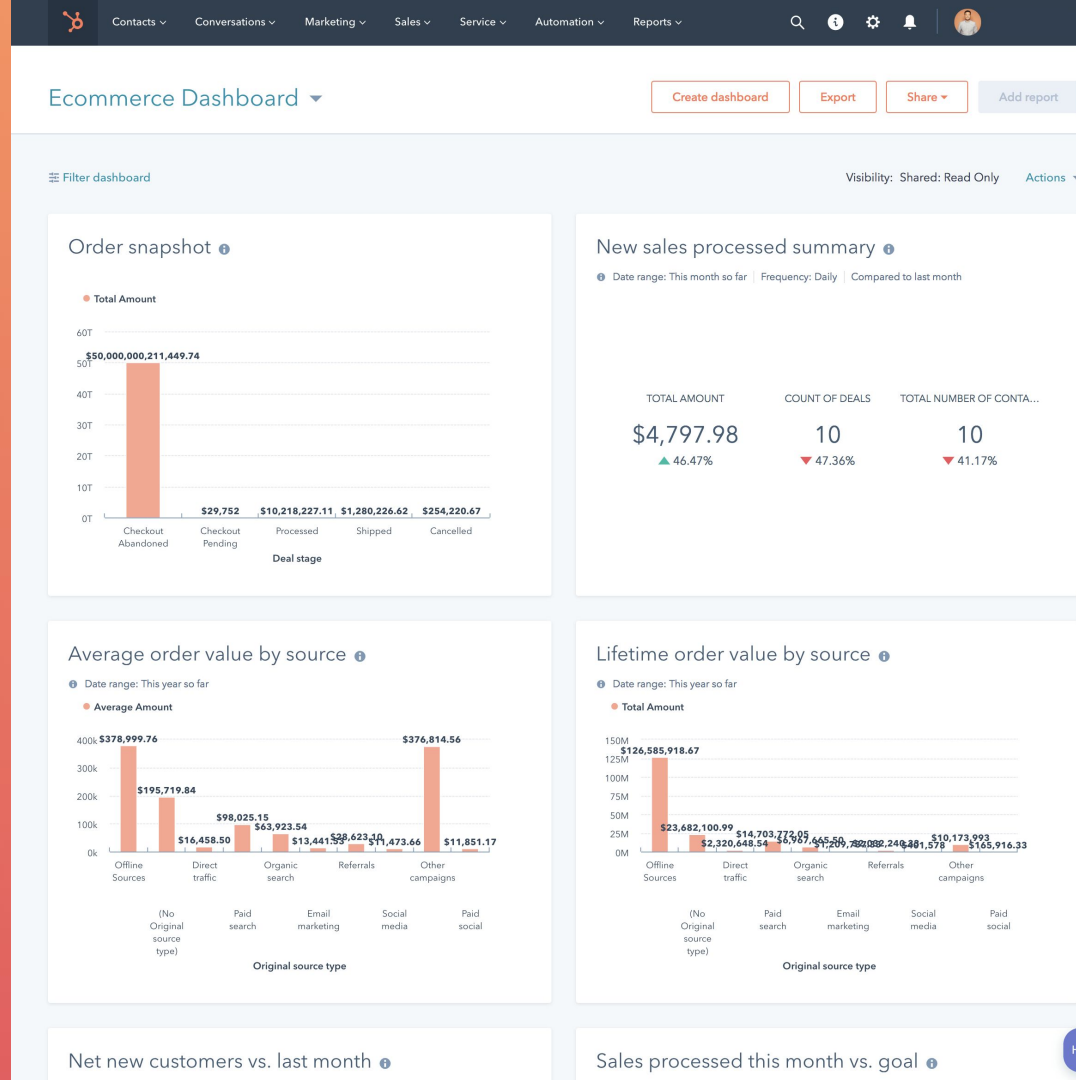 Contacts Conversations Marketing Sales Service Automation Reports
Ecommerce Dashboard
Create dashboard Export Share Add report
Filter dashboard
Visibility: Shared: Read Only Actions
Order snapshot
Total Amount
60T
50T
40T
30T
20T
10T
0T
$50,000,000,211,449.74
$29,752
$10,218,227.11
$1,280,226.62
$254,220.67
Checkout Abandoned
Checkout Pending
Processed
Shipped
Cancelled
Deal stage
New sales processed summary
Date range: This month so far Frequency: Daily Compared to last month
TOTAL AMOUNT COUNT OF DEALS TOTAL NUMBER OF CONTA...
$4,797.98 10 10
46.47% 47.36% 41.17%
Average order value by source
Date range: This year so far
Average Amount
400k
300k
200k
100k
0k
$378,999.76
$195,719.84
$16,458.50
$98,025.15
$63,923.54
$28,623.10
$376,814.56
$11,851.17
Offline Sources
(No Original source type)
Direct traffic
Paid search
Organic search
Email marketing
Referrals
Social media
Other campaigns
Paid social
Original source type
Lifetime order value by source
Date range: This year so far
Total Amount
150M
125M
100M
75M
50M
25M
0M
$126,585,918.67
$23,682,100.99
$2,320,648.54
$14,703,772.05
$10,173,993
$165,916.33
Offline Sources
(No Original source type)
Direct traffic
Paid search
Organic search
Email marketing
Referrals
Social media
Other campaigns
Paid social
Original source type
Net new customers vs. last month
Sales processed this month vs. goal